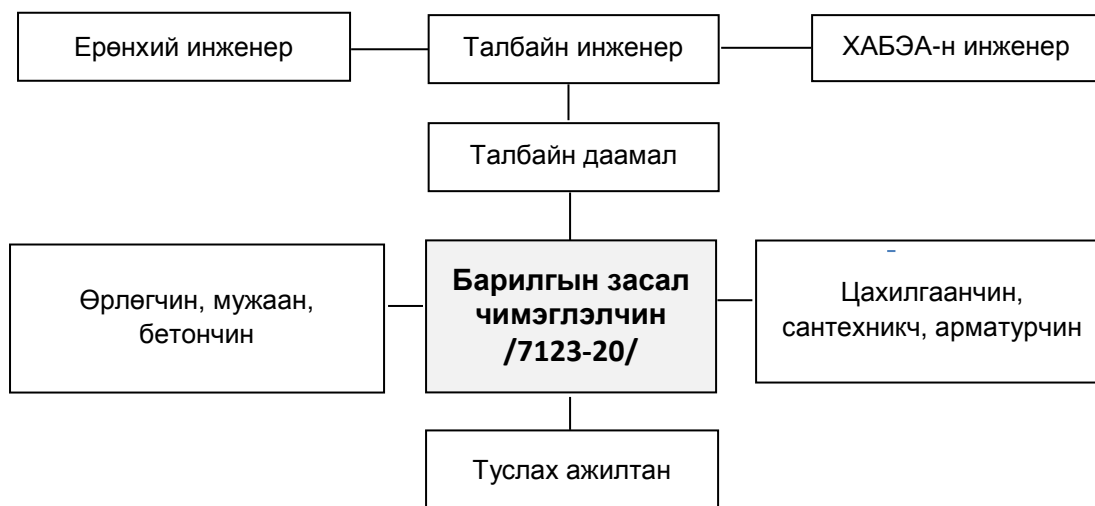 Ерөнхий инженер
Талбайн инженер
ХАБЭА-н инженер
Талбайн даамал
Өрлөгчин, мужаан,
бетончин
Барилгын засал
чимэглэлчин
/7123-20/
Цахилгаанчин,
сантехникч, арматурчин
Туслах ажилтан